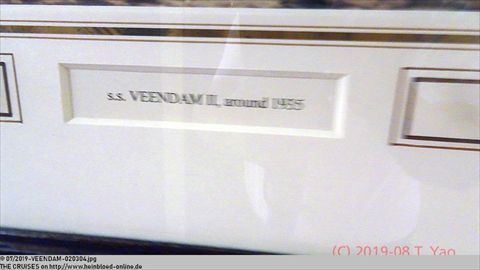 s.s. VEENDAM II, around 1935
(C) 2019-08 T. Yao
© 07/2019-VEENDAM-020304.jpg
THE CRUISES on http://www.heinbloed-online.de